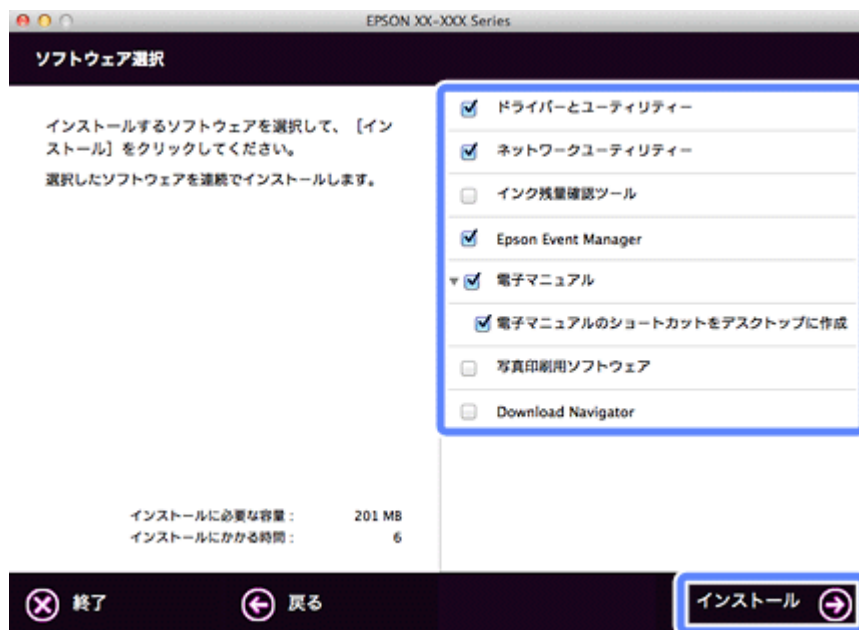 EPSON XX-XXX Series
ソフトウェア選択
インストールするソフトウェアを選択して、［イン
ストール］をクリックしてください。
選択したソフトウェアを連続でインストールします。
ドライバーとユーティリティー
ネットワークユーティリティー
インク残量確認ツール
Epson Event Manager
電子マニュアル
電子マニュアルのショートカットをデスクトップに作成
写真印刷用ソフトウェア
Download Navigator
インストールに必要な容量： 201 MB
インストールにかかる時間： 6
終了 戻る インストール